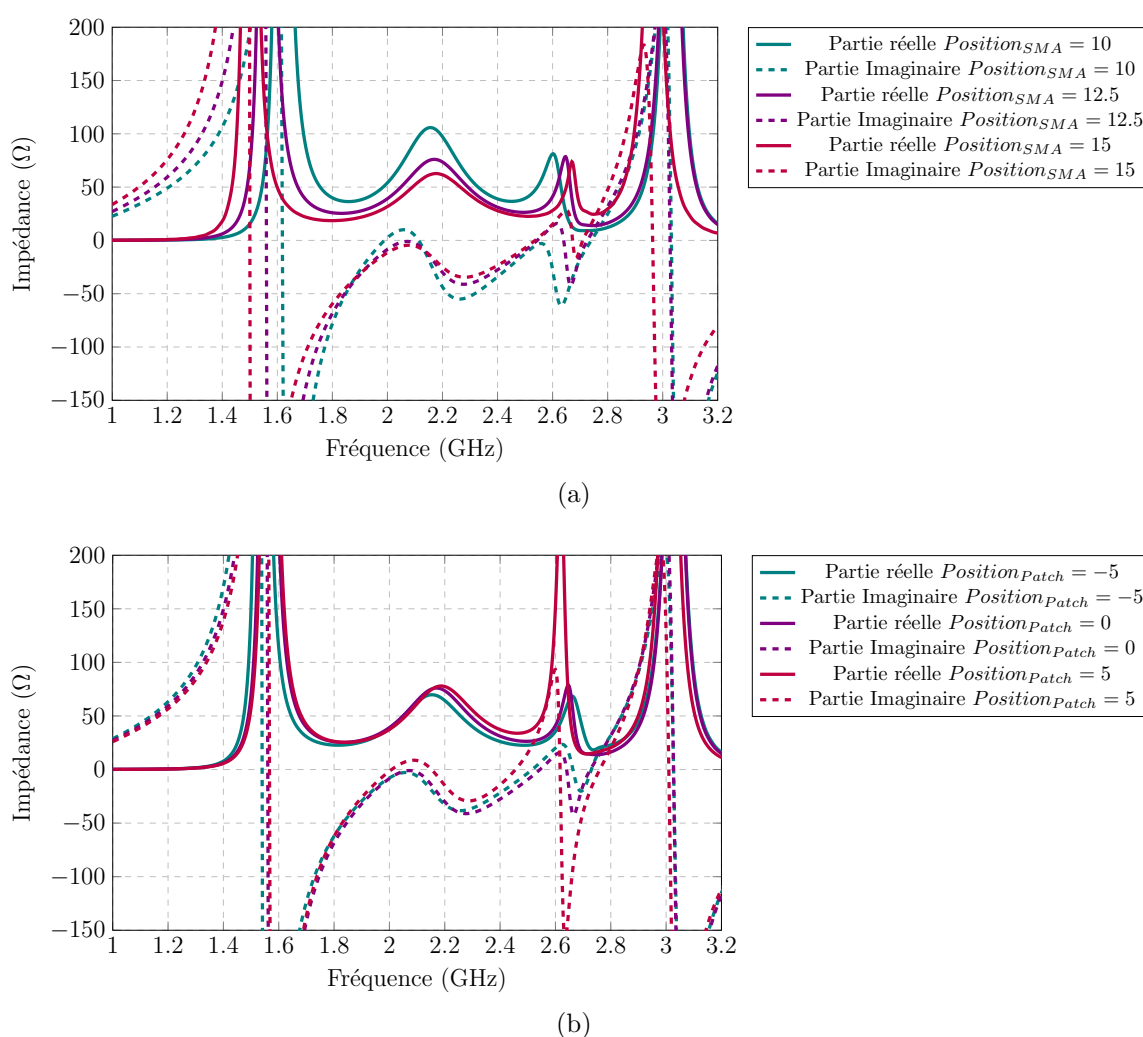 200
150
100
50
0
−50
−100
−150
Impédance (Ω)
1 1.2 1.4 1.6 1.8 2 2.2 2.4 2.6 2.8 3 3.2
Fréquence (GHz)
Partie réelle Position_SMA = 10
Partie Imaginaire Position_SMA = 10
Partie réelle Position_SMA = 12.5
Partie Imaginaire Position_SMA = 12.5
Partie réelle Position_SMA = 15
Partie Imaginaire Position_SMA = 15
(a)
200
150
100
50
0
−50
−100
−150
Impédance (Ω)
1 1.2 1.4 1.6 1.8 2 2.2 2.4 2.6 2.8 3 3.2
Fréquence (GHz)
Partie réelle Position_Patch = −5
Partie Imaginaire Position_Patch = −5
Partie réelle Position_Patch = 0
Partie Imaginaire Position_Patch = 0
Partie réelle Position_Patch = 5
Partie Imaginaire Position_Patch = 5
(b)